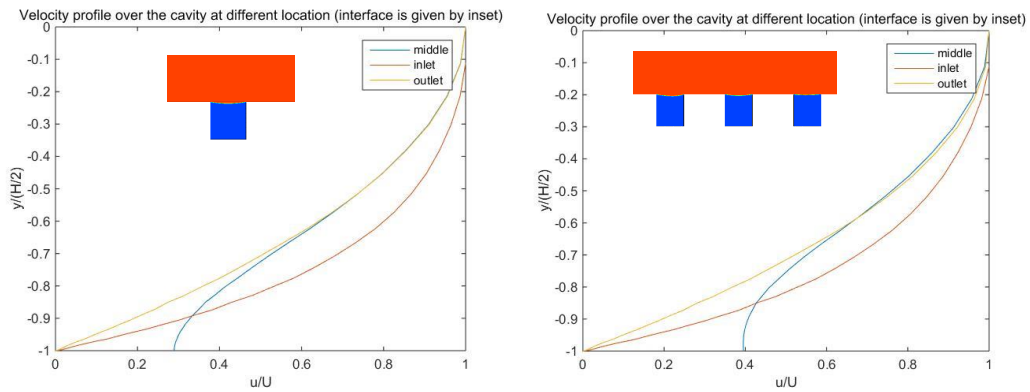 Velocity profile over the cavity at different location (interface is given by inset)
0
-0.1
-0.2
-0.3
-0.4
-0.5
-0.6
-0.7
-0.8
-0.9
-1
y/(H/2)
middle
inlet
outlet
0
0.2
0.4
0.6
0.8
1
u/U
Velocity profile over the cavity at different location (interface is given by inset)
0
-0.1
-0.2
-0.3
-0.4
-0.5
-0.6
-0.7
-0.8
-0.9
-1
y/(H/2)
middle
inlet
outlet
0
0.2
0.4
0.6
0.8
1
u/U